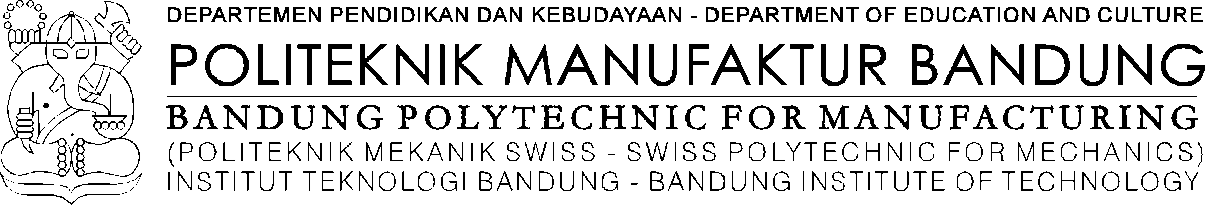 DEPARTEMEN PENDIDIKAN DAN KEBUDAYAAN - DEPARTMENT OF EDUCATION AND CULTURE
POLITEKNIK MANUFAKTUR BANDUNG
BANDUNG POLYTECHNIC FOR MANUFACTURING
(POLITEKNIK MEKANIK SWISS - SWISS POLYTECHNIC FOR MECHANICS)
INSTITUT TEKNOLOGI BANDUNG - BANDUNG INSTITUTE OF TECHNOLOGY